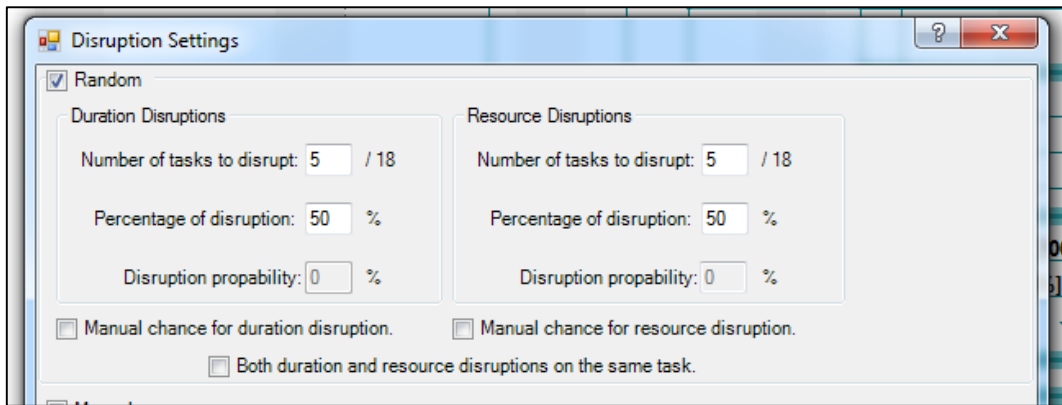 Disruption Settings
Random
Duration Disruptions
Resource Disruptions
Number of tasks to disrupt: 5 / 18
Number of tasks to disrupt: 5 / 18
Percentage of disruption: 50 %
Percentage of disruption: 50 %
Disruption propability: 0 %
Disruption propability: 0 %
Manual chance for duration disruption.
Manual chance for resource disruption.
Both duration and resource disruptions on the same task.